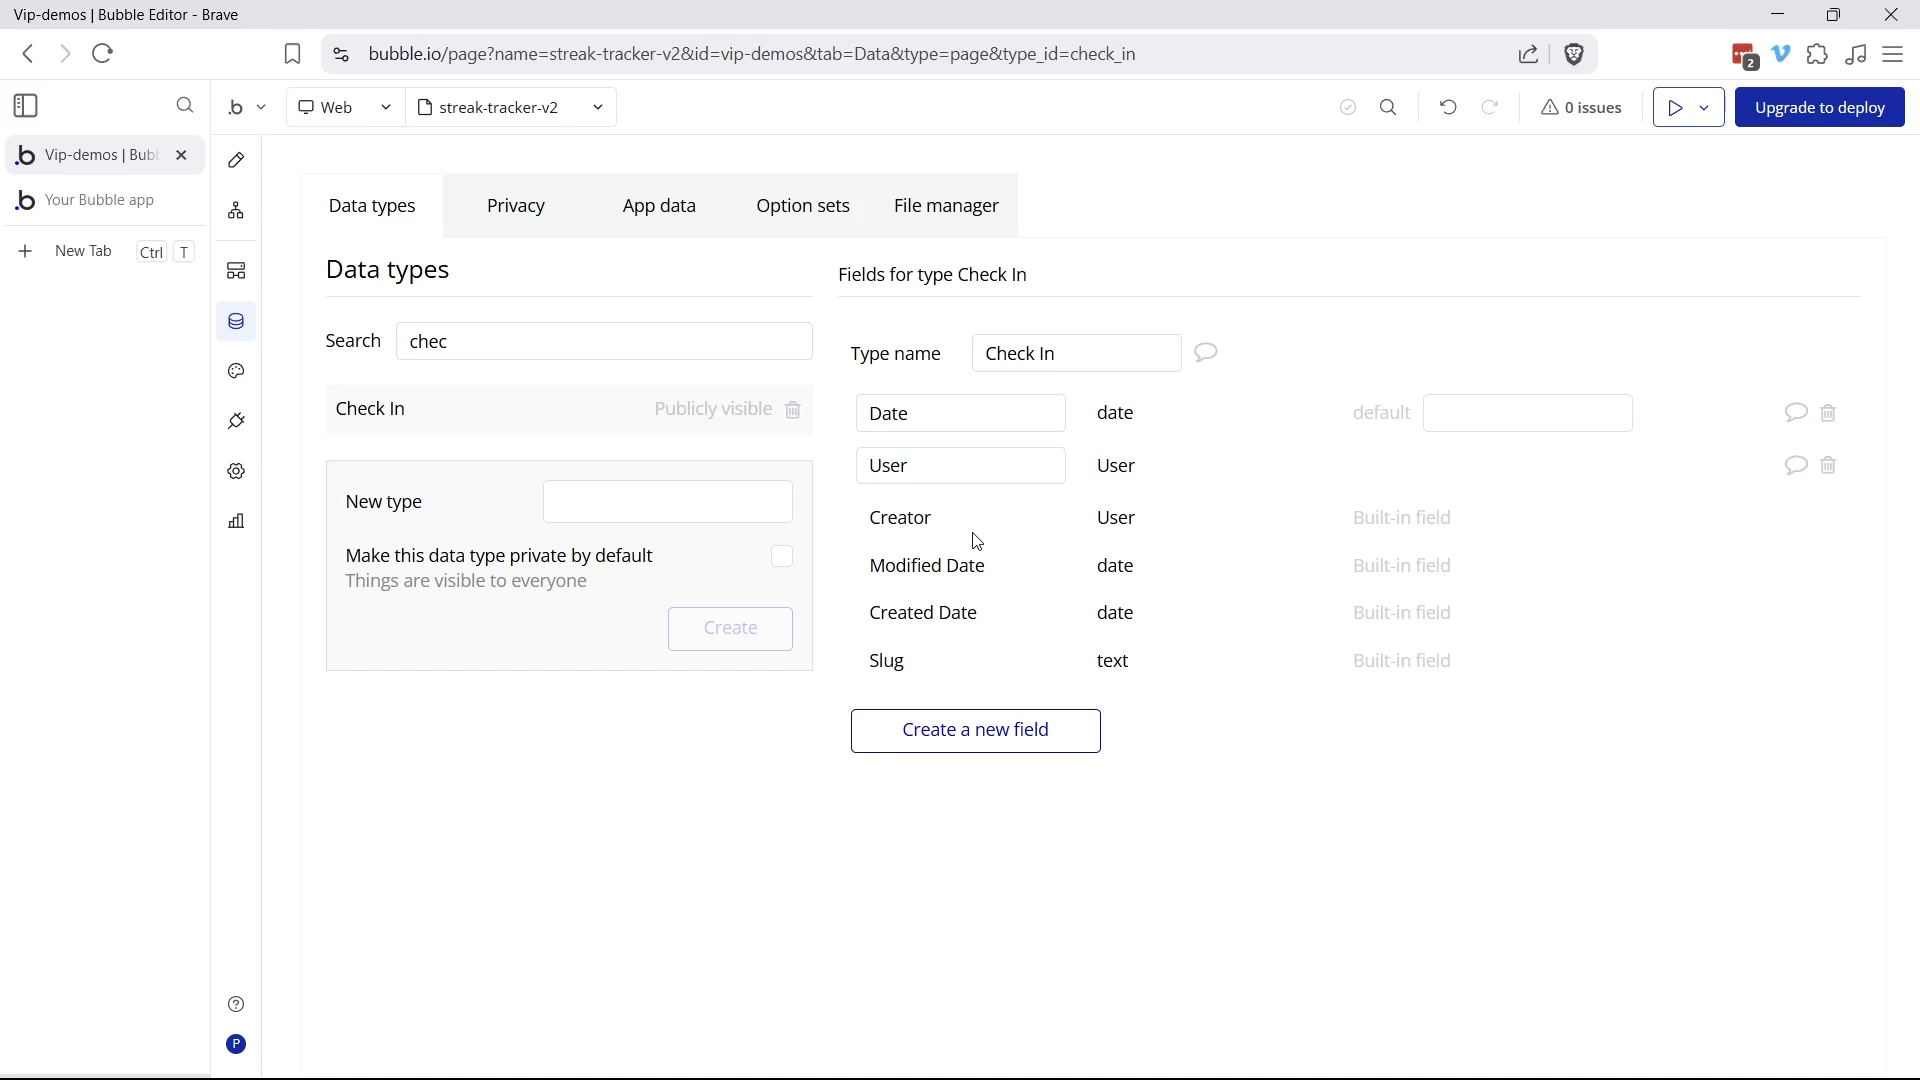 Vip-demos | Bubble Editor - Brave
bubble.io/page?name=streak-tracker-v2&id=vip-demos&tab=Data&type=page&type_id=check_in
2
Web
streak-tracker-v2
0 issues
Upgrade to deploy
Vip-demos | Bubb
Your Bubble app
New Tab
Ctrl
T
Data types
Privacy
App data
Option sets
File manager
Data types
Search
chec
Check In
Publicly visible
New type
Make this data type private by default
Things are visible to everyone
Create
Fields for type Check In
Type name
Check In
Date
date
default
User
User
Creator
User
Built-in field
Modified Date
date
Built-in field
Created Date
date
Built-in field
Slug
text
Built-in field
Create a new field
P